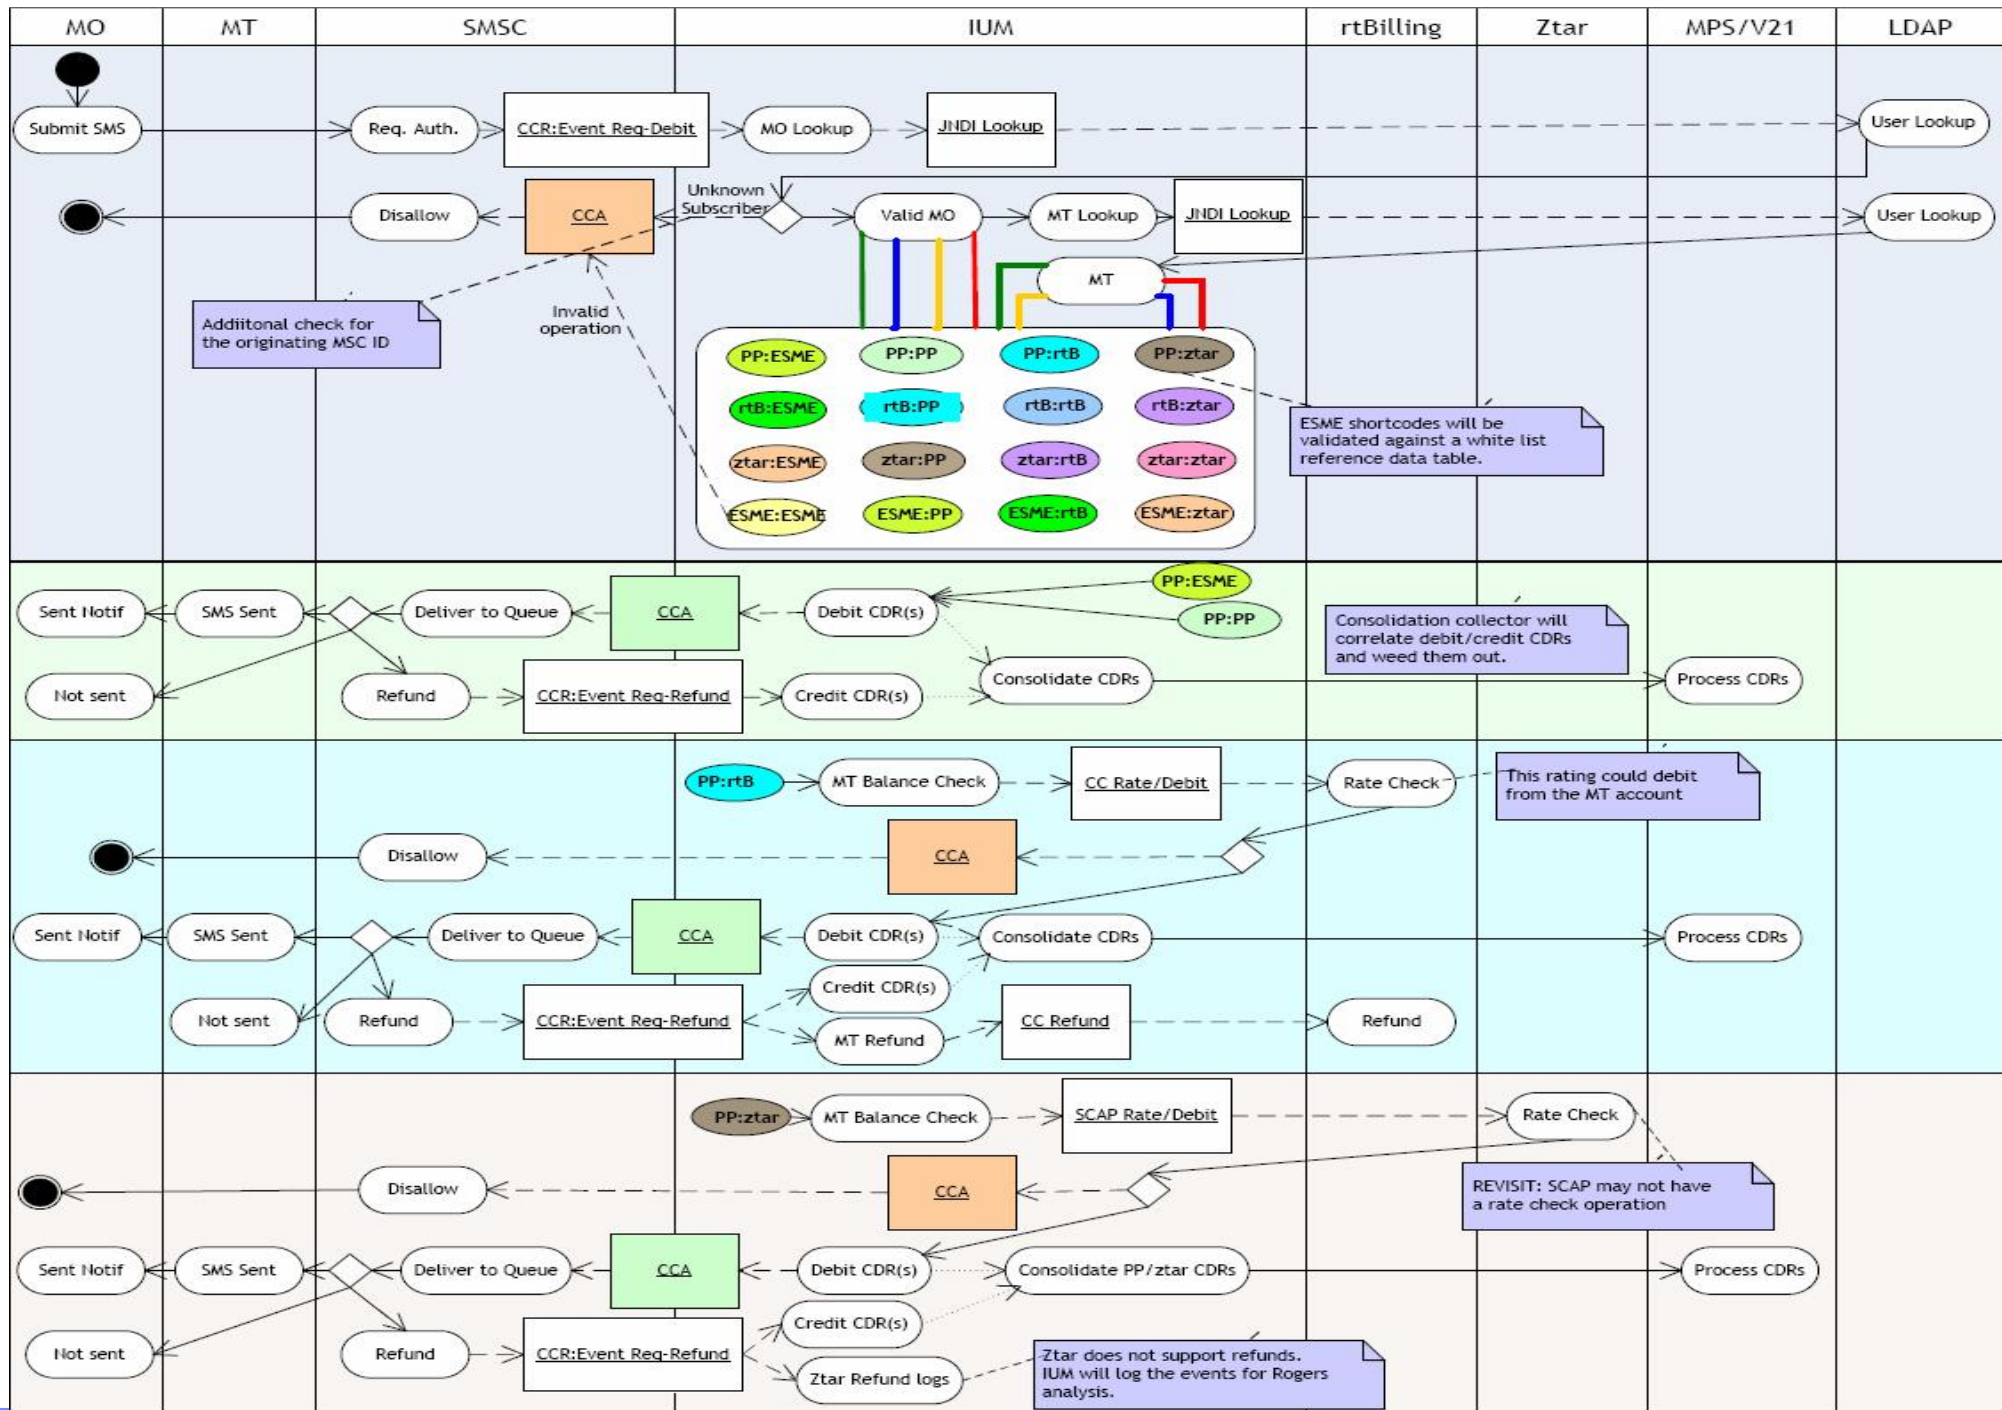 MO MT SMSC IUM rtBilling Ztar MPS/V21 LDAP
Submit SMS Req. Auth. CCR:Event Req-Debit MO Lookup JNDI Lookup User Lookup
Unknown
Subscriber
Disallow CCA Valid MO MT Lookup JNDI Lookup User Lookup
MT
Addiitonal check for
the originating MSC ID
Invalid
operation
PP:ESME PP:PP PP:rtB PP:ztar
rtB:ESME rtB:PP rtB:rtB rtB:ztar
ztar:ESME ztar:PP ztar:rtB ztar:ztar
ESME:ESME ESME:PP ESME:rtB ESME:ztar
ESME shortcodes will be
validated against a white list
reference data table.
PP:ESME
Sent Notif SMS Sent Deliver to Queue CCA Debit CDR(s) PP:PP
Consolidation collector will
correlate debit/credit CDRs
and weed them out.
Not sent Refund CCR:Event Req-Refund Credit CDR(s) Consolidate CDRs Process CDRs
PP:rtB MT Balance Check CC Rate/Debit Rate Check
This rating could debit
from the MT account
Disallow CCA
Sent Notif SMS Sent Deliver to Queue CCA Debit CDR(s) Consolidate CDRs Process CDRs
Credit CDR(s)
Not sent Refund CCR:Event Req-Refund CC Refund Refund
MT Refund
PP:ztar MT Balance Check SCAP Rate/Debit Rate Check
Disallow CCA
REVISIT: SCAP may not have
a rate check operation
Sent Notif SMS Sent Deliver to Queue CCA Debit CDR(s) Consolidate PP/ztar CDRs Process CDRs
Credit CDR(s)
Not sent Refund CCR:Event Req-Refund
Ztar Refund logs
Ztar does not support refunds.
IUM will log the events for Rogers
analysis.